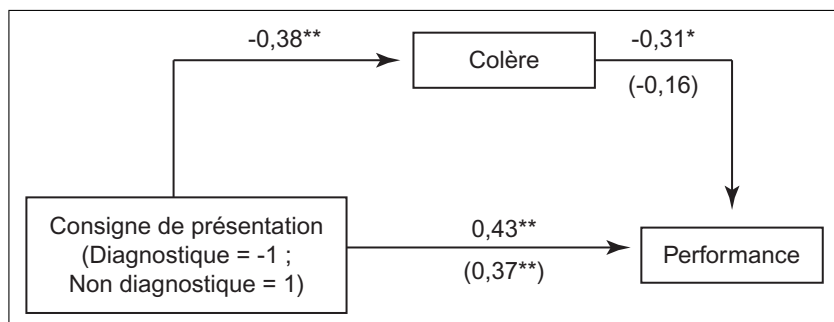 -0,38**
Colère
-0,31*
(-0,16)
Consigne de présentation
(Diagnostique = -1 ;
Non diagnostique = 1)
0,43**
(0,37**)
Performance